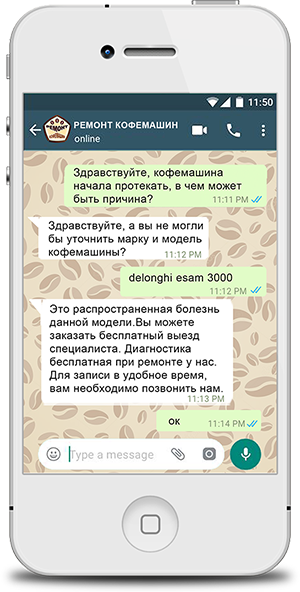 11:50
РЕМОНТ
РЕМОНТ КОФЕМАШИН
online
Здравствуйте, кофемашина
начала протекать, в чем может
быть причина?
11:11 PM
Здравствуйте, а вы не могли
бы уточнить марку и модель
кофемашины?
11:12 PM
delonghi esam 3000
11:12 PM
Это распространенная болезнь
данной модели.Вы можете
заказать бесплатный выезд
специалиста. Диагностика
бесплатная при ремонте у нас.
Для записи в удобное время,
вам необходимо позвонить нам.
11:13 PM
ОК
11:14 PM
Type a message